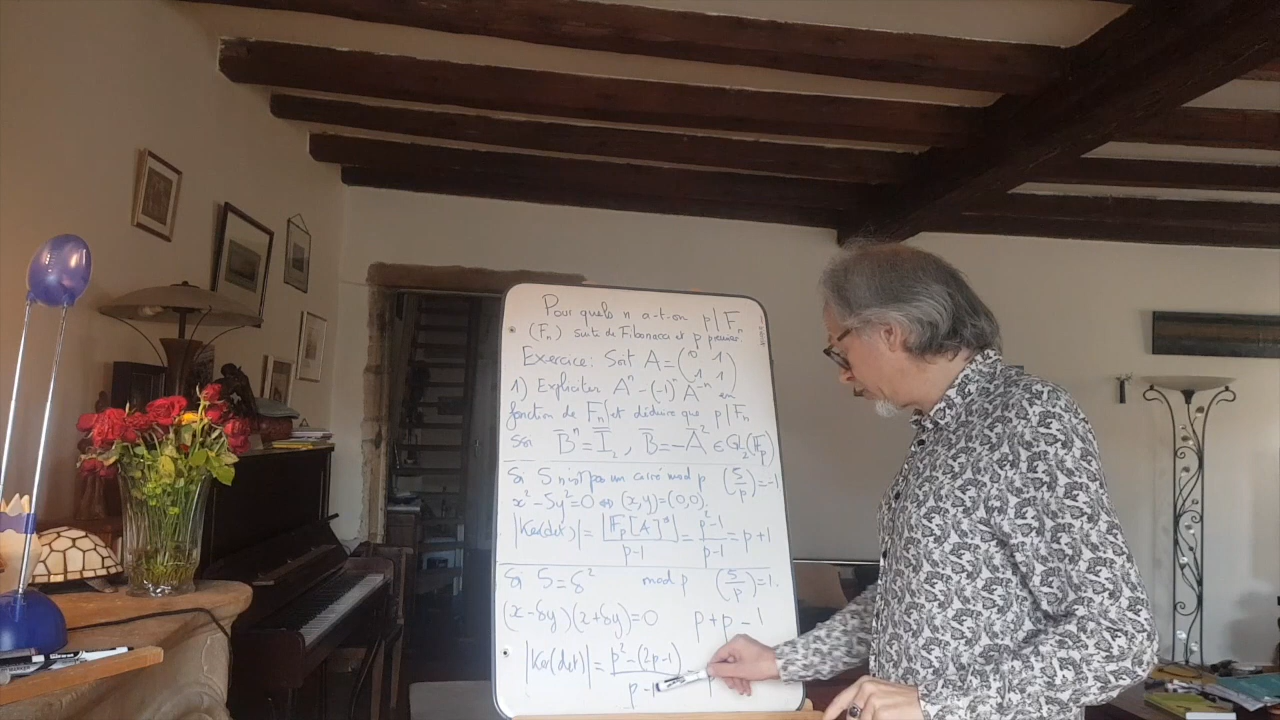 Pour quels n a-t-on p | Fₙ
(Fₙ) suite de Fibonacci et p premier.
Exercice : Soit A = (0 1
1 1)
1) Expliciter Aⁿ - (-1)ⁿ A⁻ⁿ en
fonction de Fₙ et déduire que p | Fₙ
ssi B̄ⁿ = Ī₂, B̄ = -Ā² ∈ GL₂(𝔽p)
Si 5 n'est pas un carré mod p (5/p) = -1
x² - 5y² = 0 ⇔ (x,y) = (0,0).
|Ker(det)| = |𝔽p[A]*| / (p-1) = (p²-1)/(p-1) = p+1
Si 5 = δ² mod p (5/p) = 1.
(x-δy)(x+δy) = 0 p+p-1
|Ker(det)| = (p²-(2p-1))/(p-1